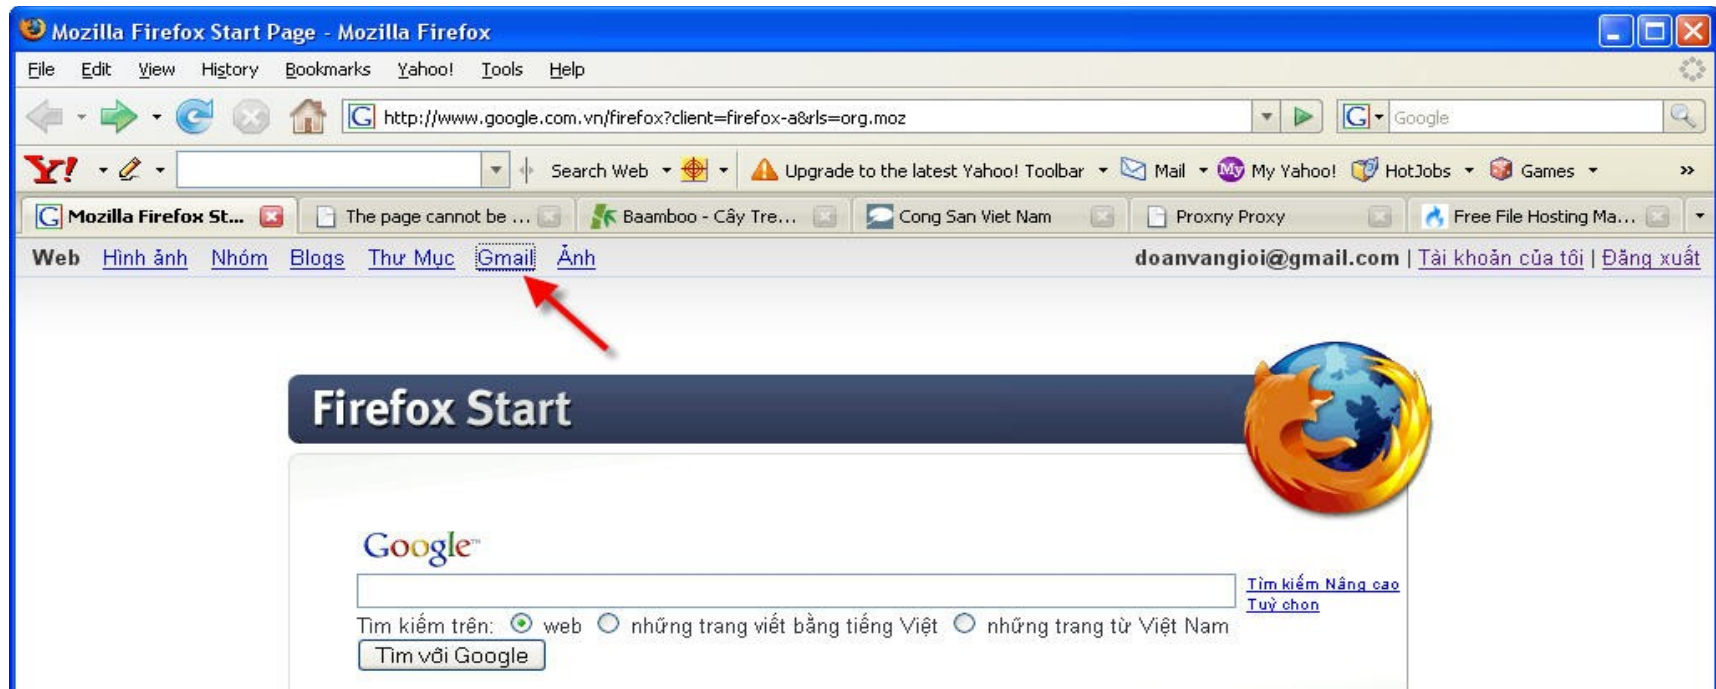 Mozilla Firefox Start Page - Mozilla Firefox
File Edit View History Bookmarks Yahoo! Tools Help
http://www.google.com.vn/firefox?client=firefox-a&rls=org.moz Google
Y! Search Web Upgrade to the latest Yahoo! Toolbar Mail My My Yahoo! HotJobs Games »
Mozilla Firefox St... The page cannot be ... Baamboo - Cây Tre... Cong San Viet Nam Proxny Proxy Free File Hosting Ma...
Web Hình ảnh Nhóm Blogs Thư Mục Gmail Ảnh doanvangioi@gmail.com | Tài khoản của tôi | Đăng xuất
Firefox Start
Google™
Tìm kiếm Nâng cao
Tuỳ chọn
Tìm kiếm trên: web những trang viết bằng tiếng Việt những trang từ Việt Nam
Tìm với Google